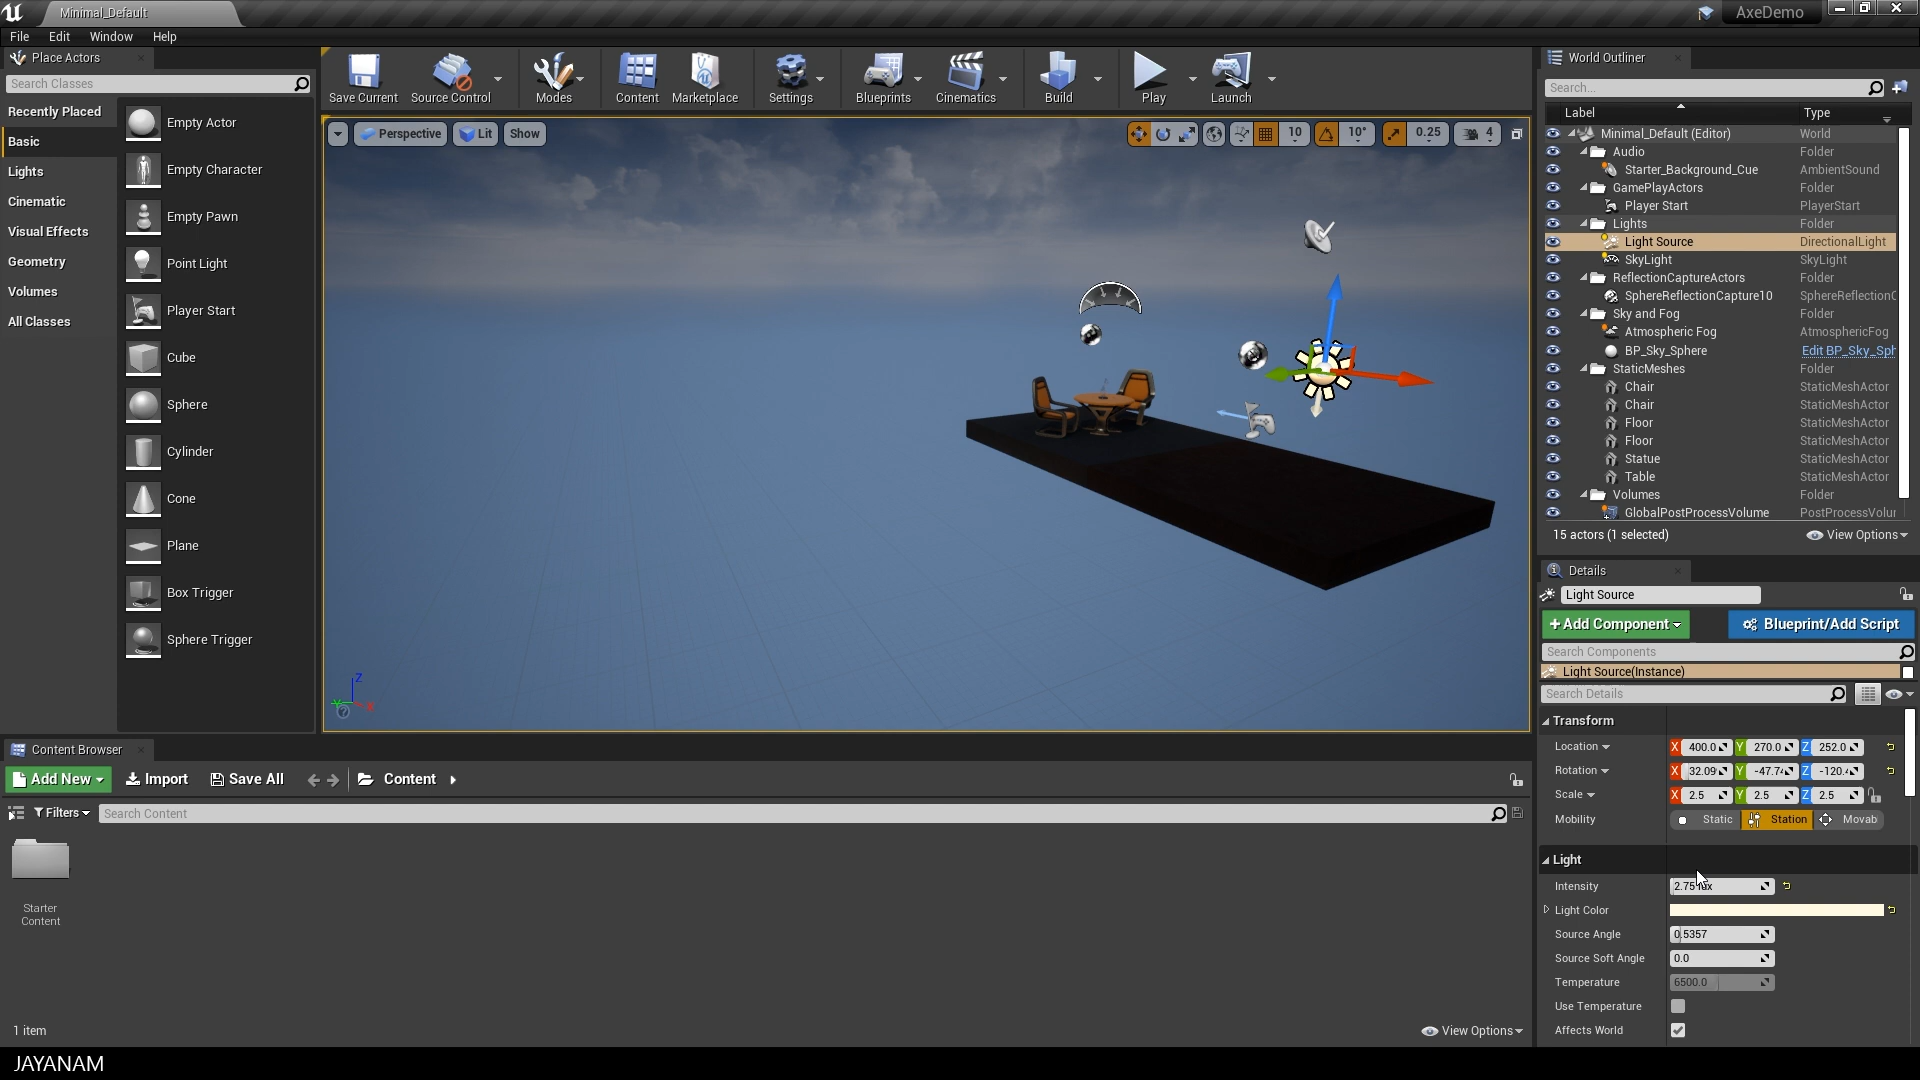 Minimal_Default
AxeDemo
File Edit Window Help
Place Actors
Search Classes
Recently Placed
Basic
Lights
Cinematic
Visual Effects
Geometry
Volumes
All Classes
Empty Actor
Empty Character
Empty Pawn
Point Light
Player Start
Cube
Sphere
Cylinder
Cone
Plane
Box Trigger
Sphere Trigger
Save Current Source Control Modes Content Marketplace Settings Blueprints Cinematics Build Play Launch
Perspective Lit Show 10 10° 0.25 4
Z
World Outliner
Search...
Label Type
Minimal_Default (Editor) World
Audio Folder
Starter_Background_Cue AmbientSound
GamePlayActors Folder
Player Start PlayerStart
Lights Folder
Light Source DirectionalLight
SkyLight SkyLight
ReflectionCaptureActors Folder
SphereReflectionCapture10 SphereReflectionC
Sky and Fog Folder
Atmospheric Fog AtmosphericFog
BP_Sky_Sphere Edit BP_Sky_Sph
StaticMeshes Folder
Chair StaticMeshActor
Chair StaticMeshActor
Floor StaticMeshActor
Floor StaticMeshActor
Statue StaticMeshActor
Table StaticMeshActor
Volumes Folder
GlobalPostProcessVolume PostProcessVolur
15 actors (1 selected) View Options
Details
Light Source
+Add Component Blueprint/Add Script
Search Components
Light Source(Instance)
Search Details
Transform
Location X 400.0 Y 270.0 Z 252.0
Rotation X 32.09 Y -47.74 Z -120.4
Scale X 2.5 Y 2.5 Z 2.5
Mobility Static Station Movab
Light
Intensity 2.75 lux
Light Color
Source Angle 0.5357
Source Soft Angle 0.0
Temperature 6500.0
Use Temperature
Affects World
Content Browser
Add New Import Save All Content
Filters Search Content
Starter
Content
1 item View Options
JAYANAM